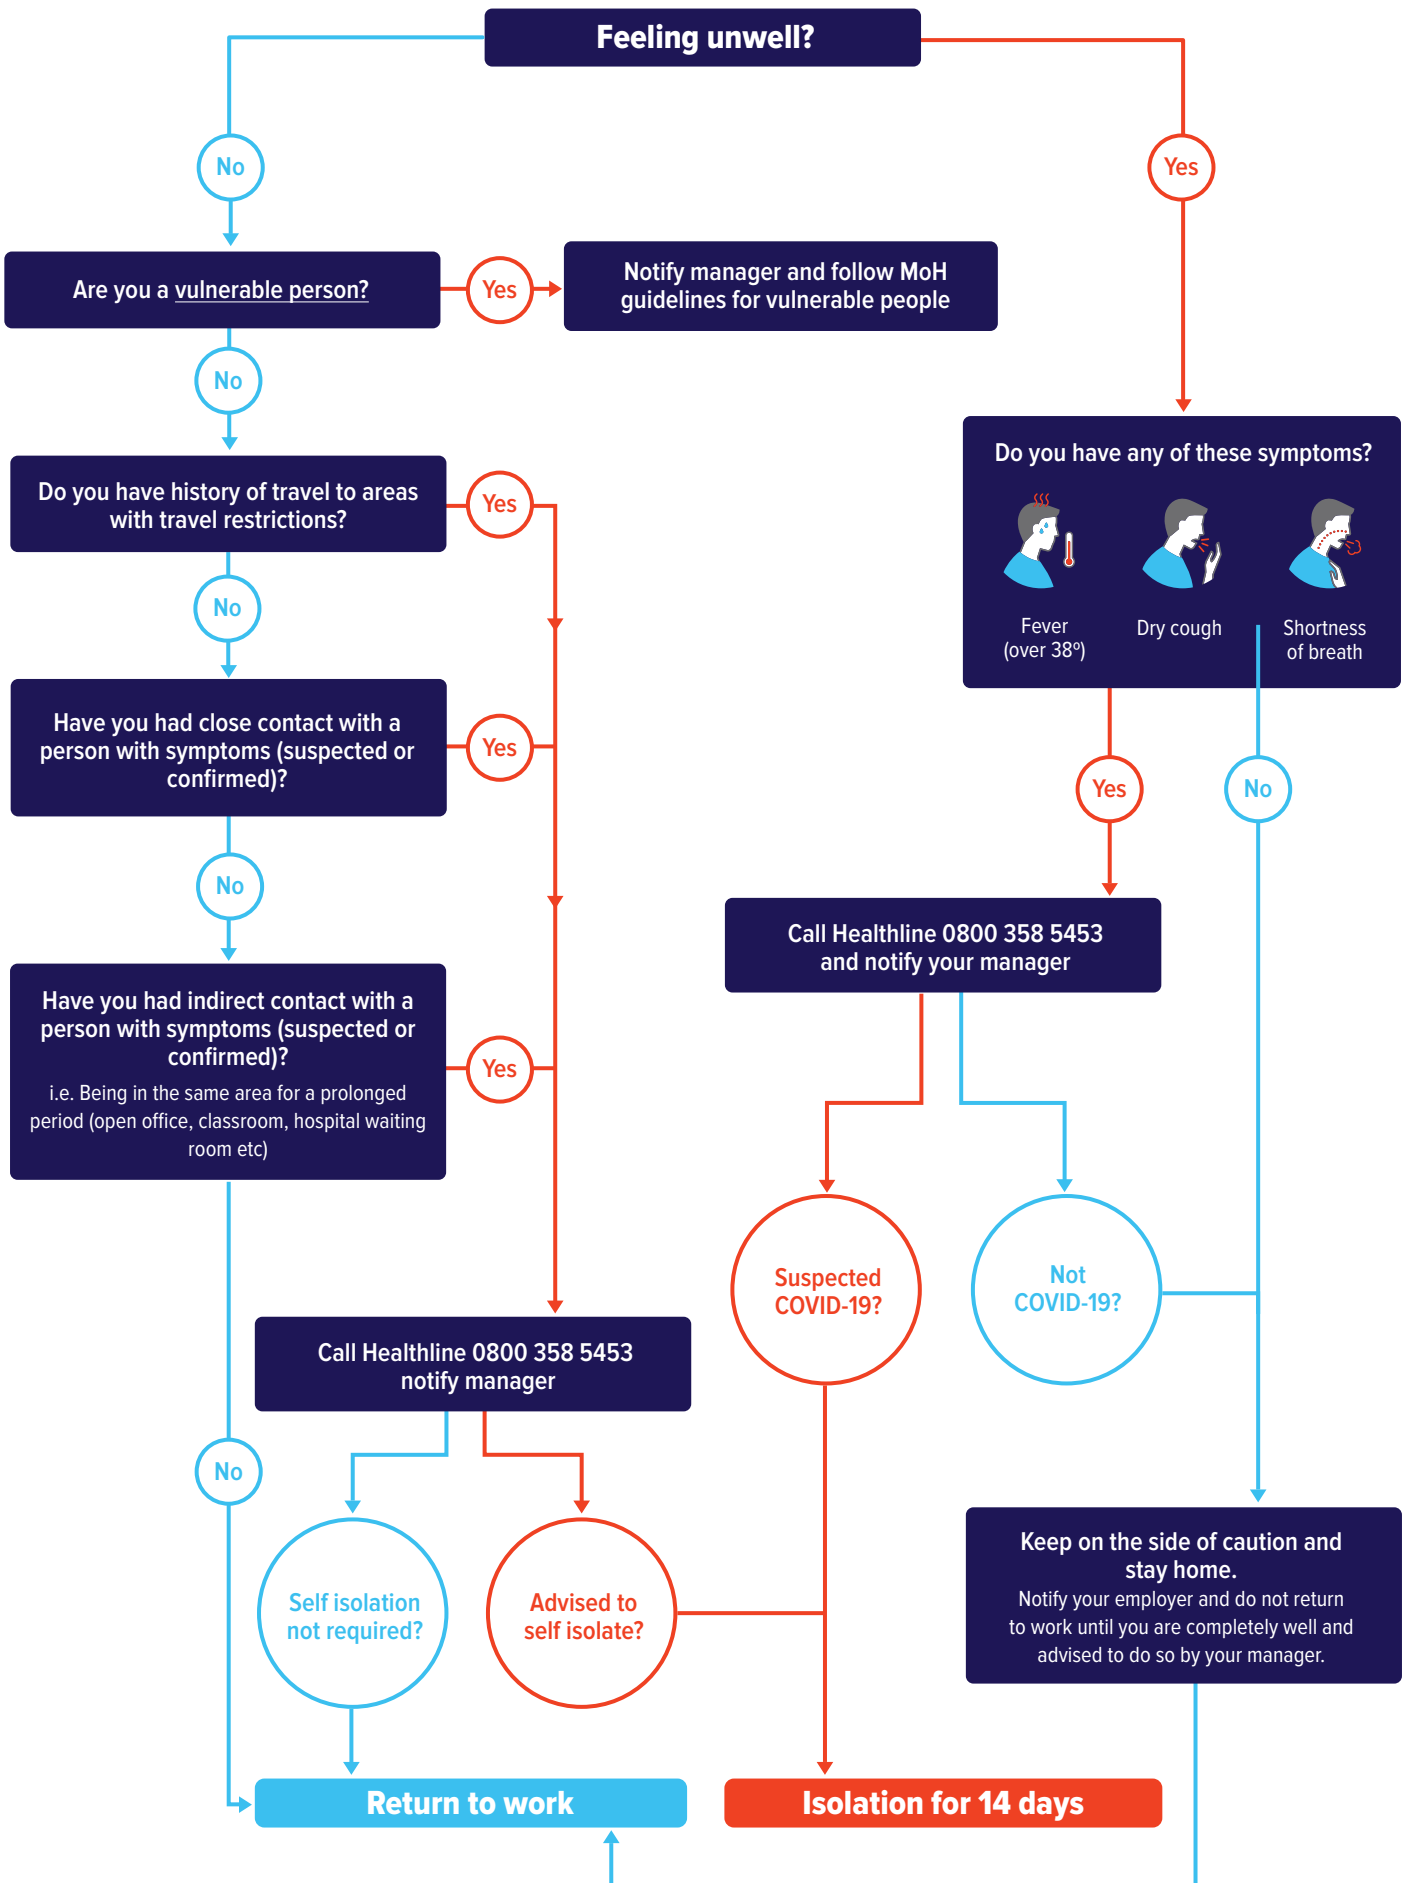 Feeling unwell?
No
Yes
Are you a vulnerable person?
Yes
Notify manager and follow MoH
guidelines for vulnerable people
No
Do you have history of travel to areas
with travel restrictions?
Yes
No
Have you had close contact with a
person with symptoms (suspected or
confirmed)?
Yes
No
Have you had indirect contact with a
person with symptoms (suspected or
confirmed)?
i.e. Being in the same area for a prolonged
period (open office, classroom, hospital waiting
room etc)
Yes
No
Do you have any of these symptoms?
Fever
(over 38º)
Dry cough
Shortness
of breath
Yes
No
Call Healthline 0800 358 5453
and notify your manager
Suspected
COVID-19?
Not
COVID-19?
Call Healthline 0800 358 5453
notify manager
Self isolation
not required?
Advised to
self isolate?
Keep on the side of caution and
stay home.
Notify your employer and do not return
to work until you are completely well and
advised to do so by your manager.
Return to work
Isolation for 14 days